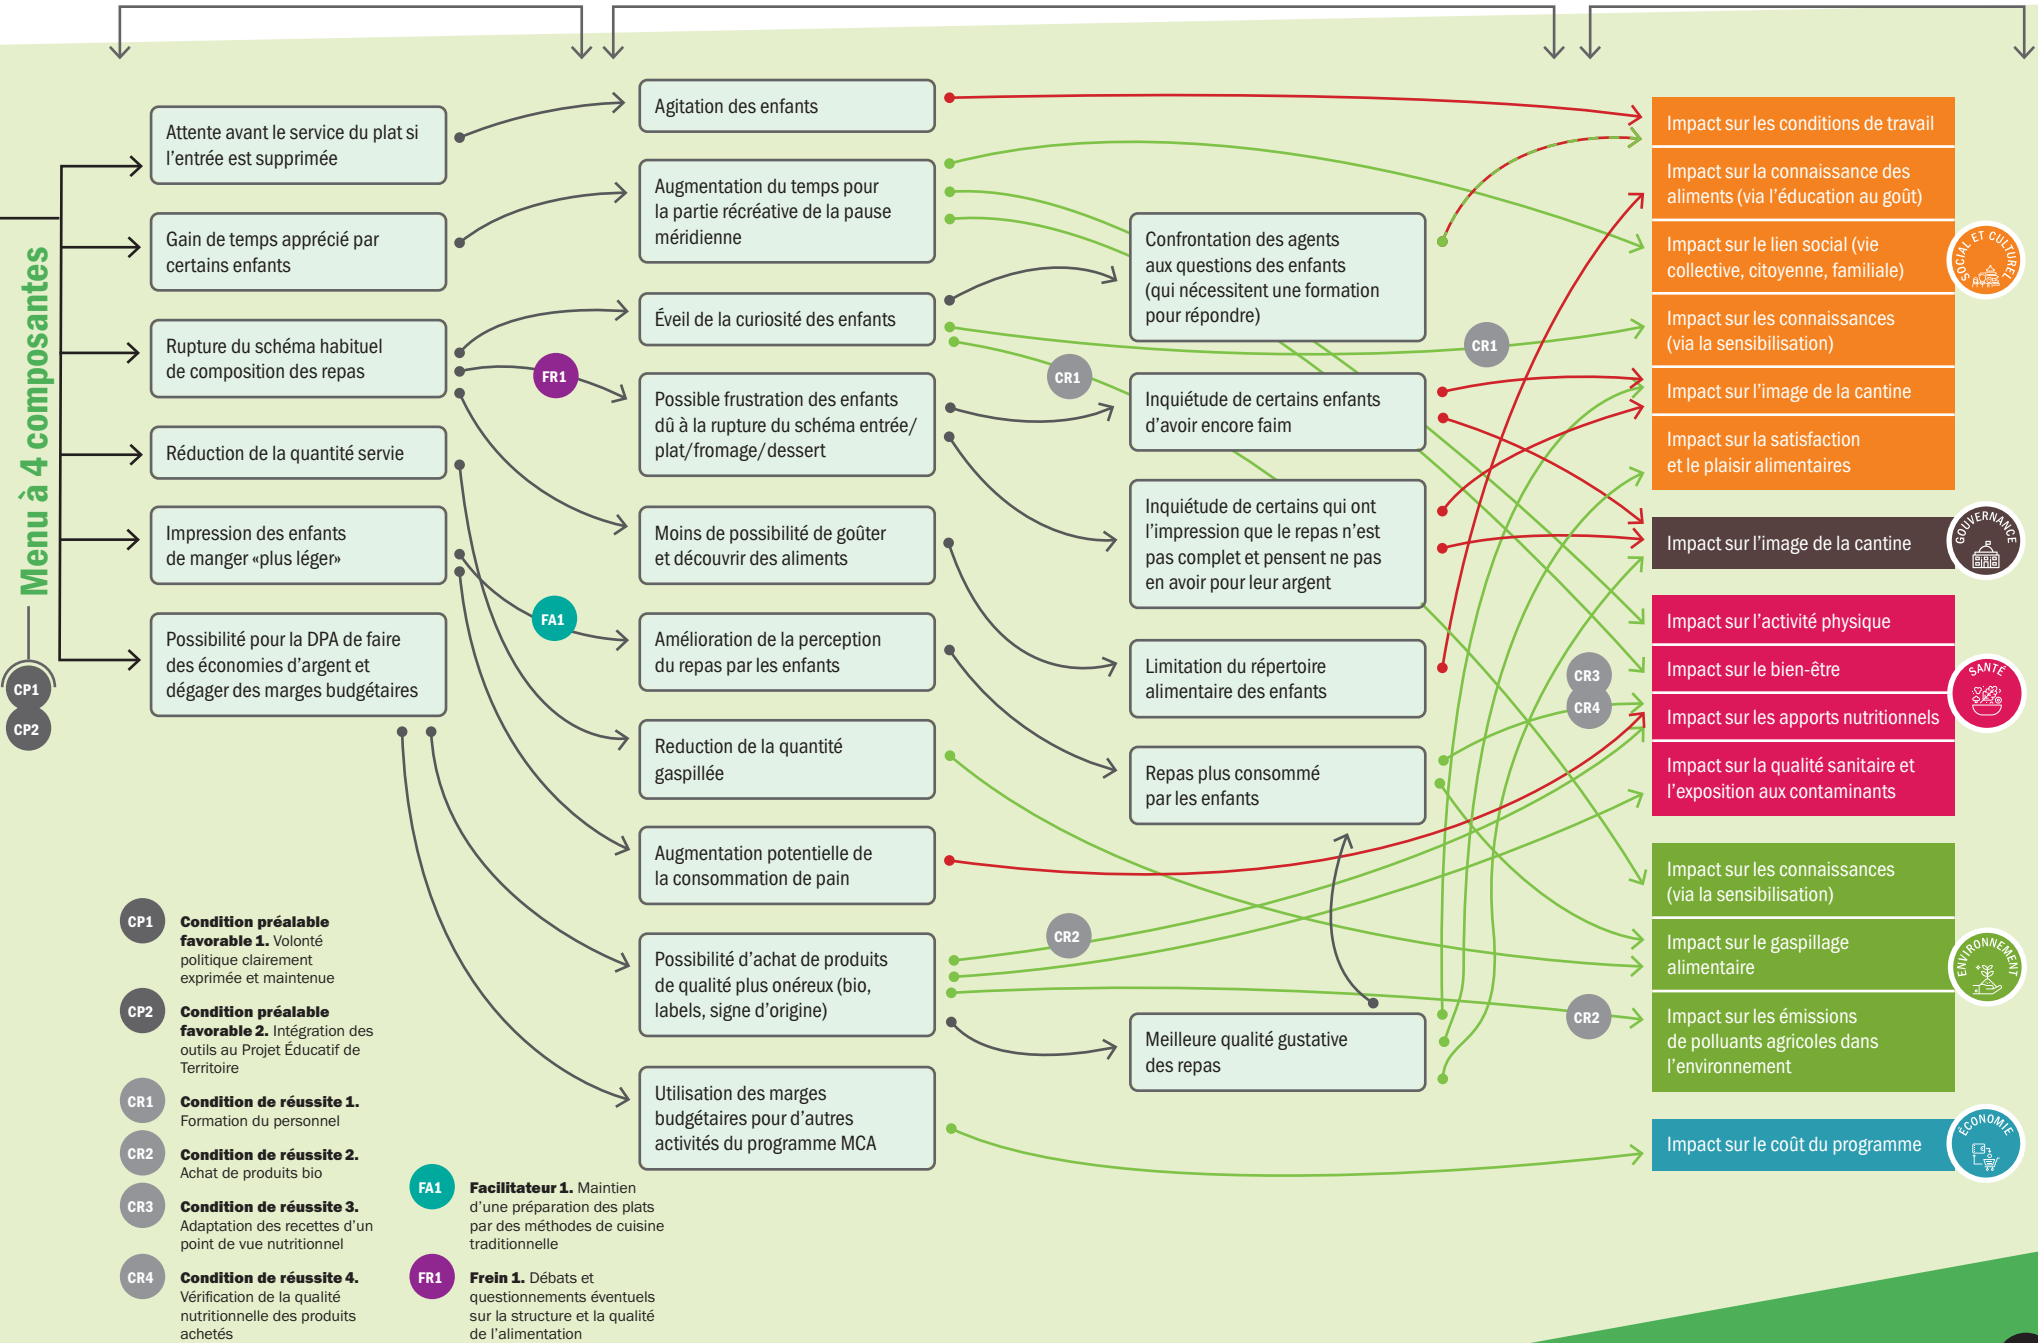 Menu à 4 composantes
CP1
CP2
Attente avant le service du plat si
l'entrée est supprimée
Gain de temps apprécié par
certains enfants
Rupture du schéma habituel
de composition des repas
Réduction de la quantité servie
Impression des enfants
de manger «plus léger»
Possibilité pour la DPA de faire
des économies d'argent et
dégager des marges budgétaires
FR1
FA1
Agitation des enfants
Augmentation du temps pour
la partie récréative de la pause
méridienne
Éveil de la curiosité des enfants
Possible frustration des enfants
dû à la rupture du schéma entrée/
plat/fromage/dessert
Moins de possibilité de goûter
et découvrir des aliments
Amélioration de la perception
du repas par les enfants
Reduction de la quantité
gaspillée
Augmentation potentielle de
la consommation de pain
Possibilité d'achat de produits
de qualité plus onéreux (bio,
labels, signe d'origine)
Utilisation des marges
budgétaires pour d'autres
activités du programme MCA
CR1
CR2
Confrontation des agents
aux questions des enfants
(qui nécessitent une formation
pour répondre)
Inquiétude de certains enfants
d'avoir encore faim
Inquiétude de certains qui ont
l'impression que le repas n'est
pas complet et pensent ne pas
en avoir pour leur argent
Limitation du répertoire
alimentaire des enfants
Repas plus consommé
par les enfants
Meilleure qualité gustative
des repas
CR1
CR3
CR4
CR2
Impact sur les conditions de travail
Impact sur la connaissance des
aliments (via l'éducation au goût)
Impact sur le lien social (vie
collective, citoyenne, familiale)
Impact sur les connaissances
(via la sensibilisation)
Impact sur l'image de la cantine
Impact sur la satisfaction
et le plaisir alimentaires
SOCIAL ET CULTUREL
Impact sur l'image de la cantine
GOUVERNANCE
Impact sur l'activité physique
Impact sur le bien-être
Impact sur les apports nutritionnels
Impact sur la qualité sanitaire et
l'exposition aux contaminants
SANTÉ
Impact sur les connaissances
(via la sensibilisation)
Impact sur le gaspillage
alimentaire
Impact sur les émissions
de polluants agricoles dans
l'environnement
ENVIRONNEMENT
Impact sur le coût du programme
ÉCONOMIE
CP1
Condition préalable
favorable 1. Volonté
politique clairement
exprimée et maintenue
CP2
Condition préalable
favorable 2. Intégration des
outils au Projet Éducatif de
Territoire
CR1
Condition de réussite 1.
Formation du personnel
CR2
Condition de réussite 2.
Achat de produits bio
CR3
Condition de réussite 3.
Adaptation des recettes d'un
point de vue nutritionnel
CR4
Condition de réussite 4.
Vérification de la qualité
nutritionnelle des produits
achetés
FA1
Facilitateur 1. Maintien
d'une préparation des plats
par des méthodes de cuisine
traditionnelle
FR1
Frein 1. Débats et
questionnements éventuels
sur la structure et la qualité
de l'alimentation